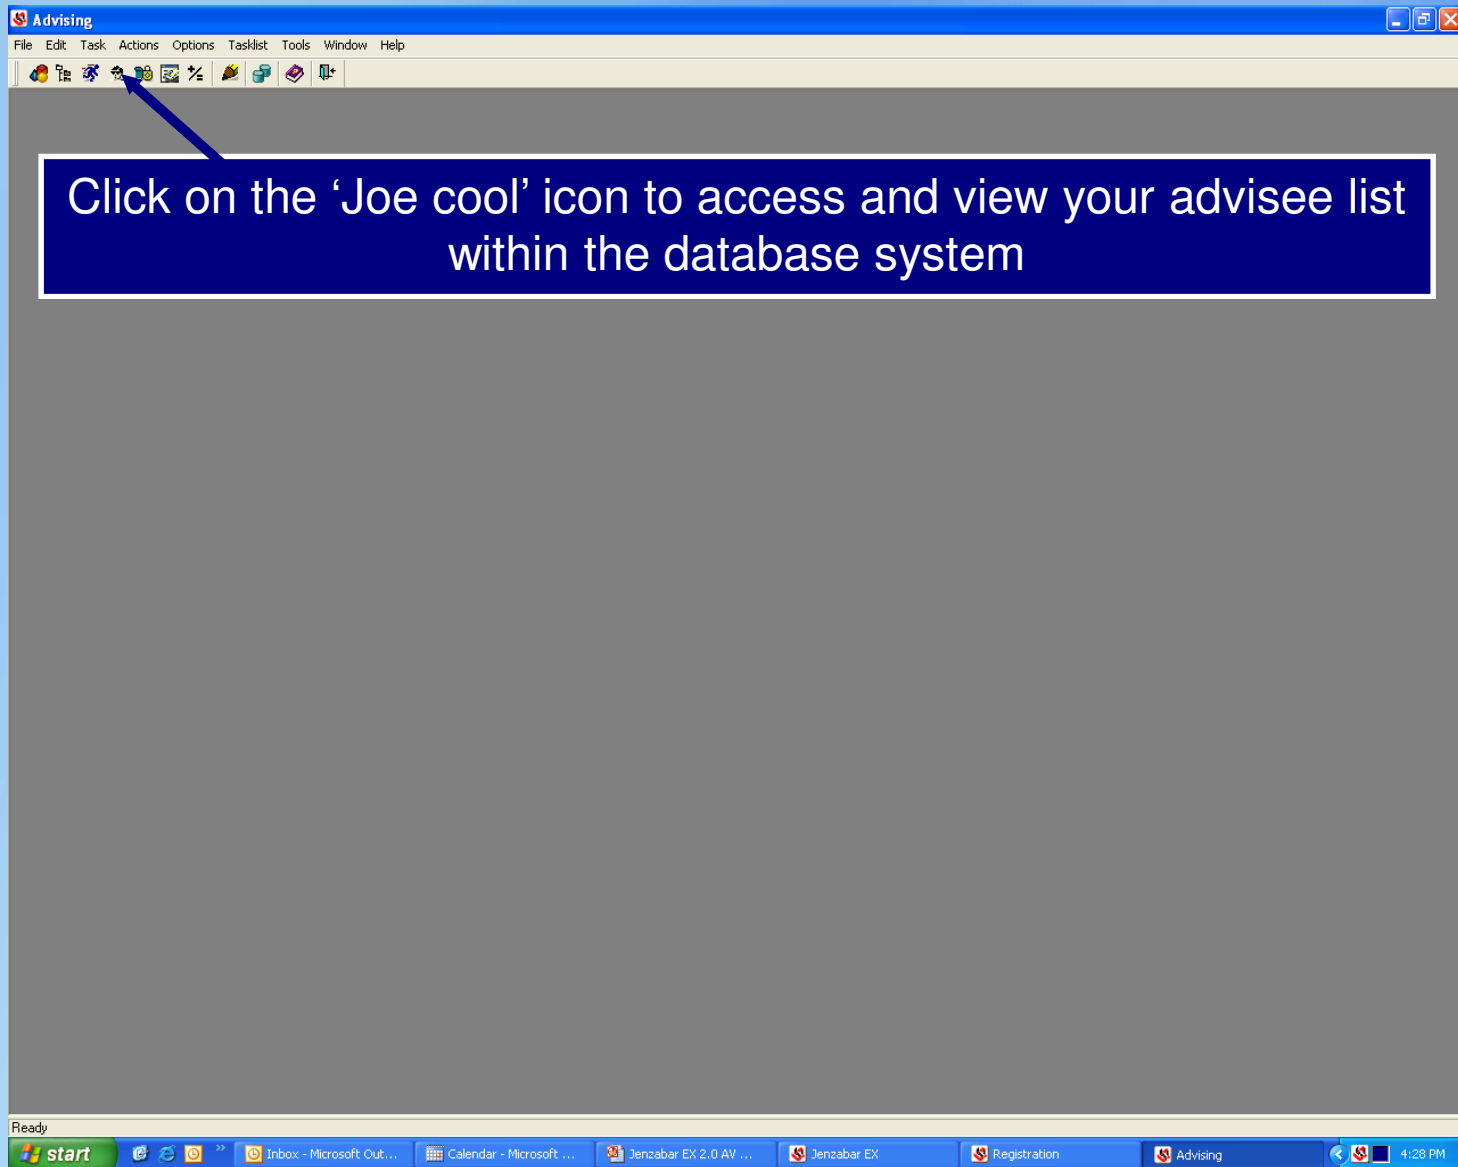 Advising
File Edit Task Actions Options Tasklist Tools Window Help
Click on the ‘Joe cool’ icon to access and view your advisee list
within the database system
Ready
start Inbox - Microsoft Out... Calendar - Microsoft ... Jenzabar EX 2.0 AV ... Jenzabar EX Registration Advising 4:28 PM